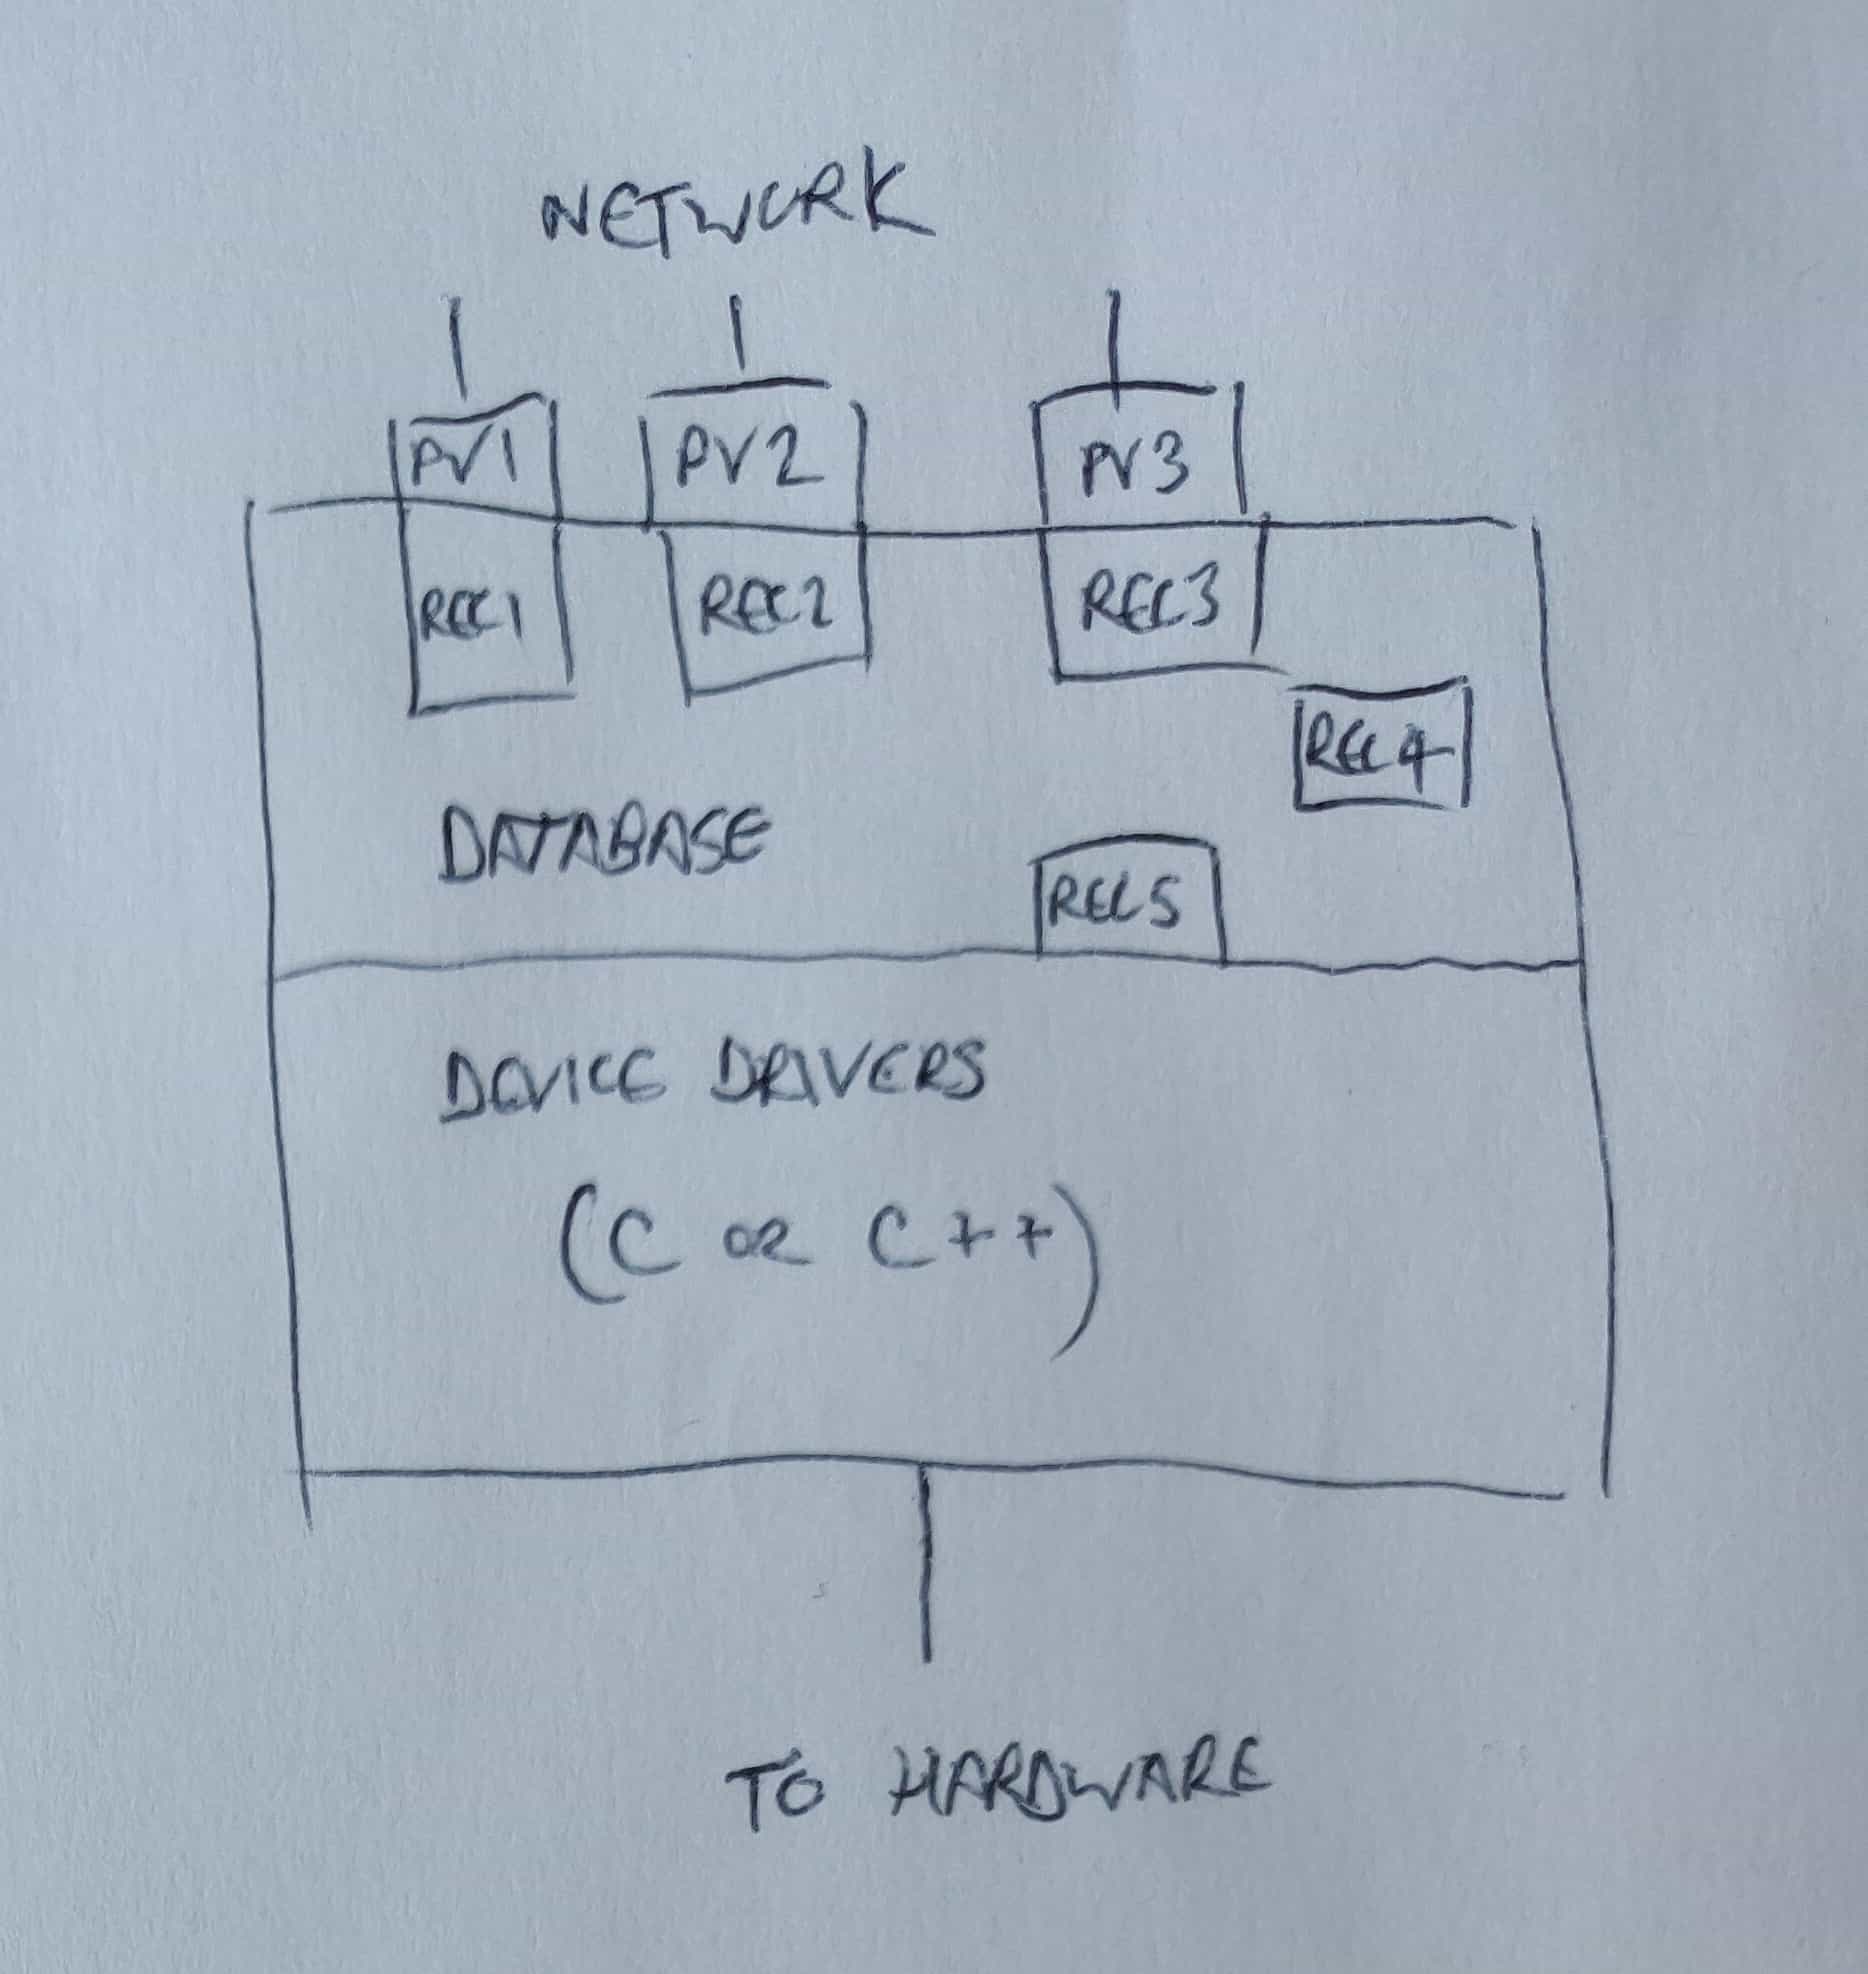 NETWORK
PV1 PV2 PV3
REC1 REC2 REC3
REC4
DATABASE
REC5
DEVICE DRIVERS
(C OR C++)
TO HARDWARE